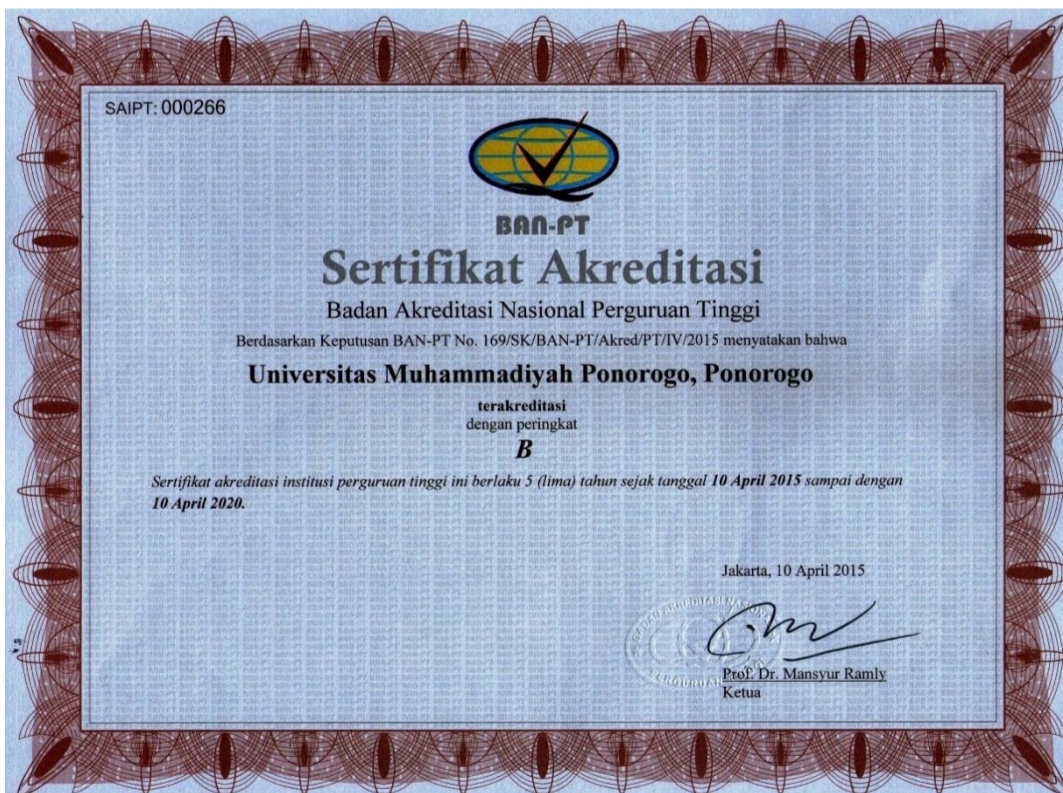 SAIPT: 000266
BAN-PT
Sertifikat Akreditasi
Badan Akreditasi Nasional Perguruan Tinggi
Berdasarkan Keputusan BAN-PT No. 169/SK/BAN-PT/Akred/PT/IV/2015 menyatakan bahwa
Universitas Muhammadiyah Ponorogo, Ponorogo
terakreditasi
dengan peringkat
B
Sertifikat akreditasi institusi perguruan tinggi ini berlaku 5 (lima) tahun sejak tanggal 10 April 2015 sampai dengan
10 April 2020.
Jakarta, 10 April 2015
Prof. Dr. Mansyur Ramly
Ketua